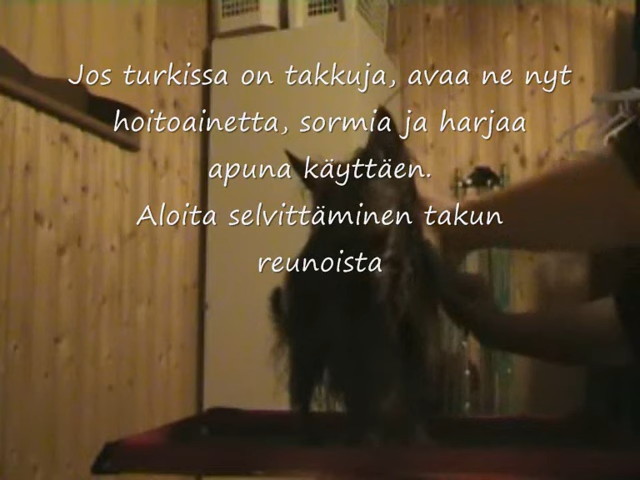 Jos turkissa on takkuja, avaa ne nyt
hoitoainetta, sormia ja harjaa
apuna käyttäen.
Aloita selvittäminen takun
reunoista